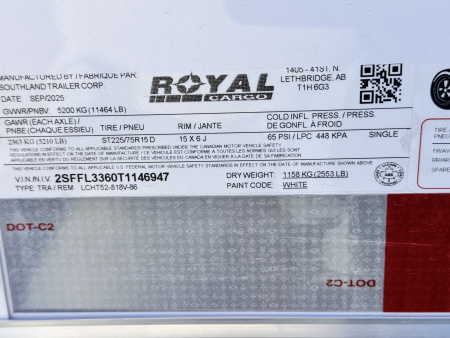 MANUFACTURED BY / FABRIQUE PAR:
SOUTHLAND TRAILER CORP.
DATE: SEP/2025
ROYAL
CARGO
1405 - 41ST. N.
LETHBRIDGE, AB
T1H 6G3
GVWR/PNBV: 5200 KG (11464 LB)
GAWR (EACH AXLE) /
PNBE (CHAQUE ESSIEU)
TIRE / PNEU
RIM / JANTE
COLD INFL. PRESS. / PRESS.
DE GONFL. À FROID
2363 KG (5210 LB)
ST225/75R15 D
15 X 6 J
65 PSI / LPC 448 KPA
SINGLE
THIS VEHICLE CONFORMS TO ALL APPLICABLE STANDARDS PRESCRIBED UNDER THE CANADIAN MOTOR VEHICLE SAFETY
REGULATIONS IN EFFECT ON THE DATE OF MANUFACTURE
THIS VEHICLE CONFORMS TO ALL APPLICABLE FEDERAL MOTOR VEHICLE SAFETY
V.I.N./N.I.V. 2SFFL3360T1146947
DRY WEIGHT: 1158 KG (2553 LB)
TYPE TRA / REM LCHT52-818V-86
PAINT CODE: WHITE
TIRE
SPARE
DOT-C2
DOT-C2